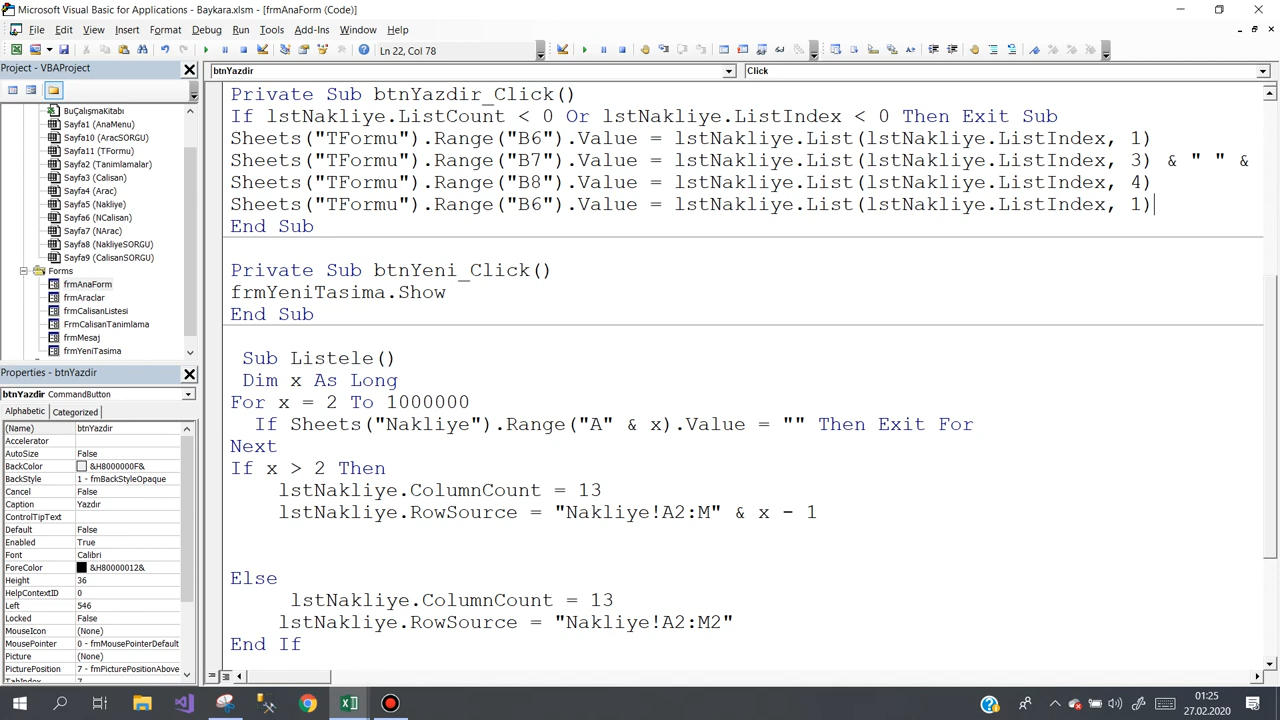 Microsoft Visual Basic for Applications - Baykara.xlsm - [frmAnaForm (Code)]
File Edit View Insert Format Debug Run Tools Add-Ins Window Help
Ln 22, Col 78
Project - VBAProject
BuÇalışmaKitabı
Sayfa1 (AnaMenu)
Sayfa10 (AracSORGU)
Sayfa11 (TFormu)
Sayfa2 (Tanimlamalar)
Sayfa3 (Calisan)
Sayfa4 (Arac)
Sayfa5 (Nakliye)
Sayfa6 (NCalisan)
Sayfa7 (NArac)
Sayfa8 (NakliyeSORGU)
Sayfa9 (CalisanSORGU)
Forms
frmAnaForm
frmAraclar
frmCalisanListesi
FrmCalisanTanimlama
frmMesaj
frmYeniTasima
Properties - btnYazdir
btnYazdir CommandButton
Alphabetic Categorized
(Name) btnYazdir
Accelerator
AutoSize False
BackColor &H8000000F&
BackStyle 1 - fmBackStyleOpaque
Cancel False
Caption Yazdır
ControlTipText
Default False
Enabled True
Font Calibri
ForeColor &H80000012&
Height 36
HelpContextID 0
Left 546
Locked False
MouseIcon (None)
MousePointer 0 - fmMousePointerDefault
Picture (None)
PicturePosition 7 - fmPicturePositionAbove
TabIndex 7
btnYazdir Click
Private Sub btnYazdir_Click()
If lstNakliye.ListCount < 0 Or lstNakliye.ListIndex < 0 Then Exit Sub
Sheets("TFormu").Range("B6").Value = lstNakliye.List(lstNakliye.ListIndex, 1)
Sheets("TFormu").Range("B7").Value = lstNakliye.List(lstNakliye.ListIndex, 3) & " " &
Sheets("TFormu").Range("B8").Value = lstNakliye.List(lstNakliye.ListIndex, 4)
Sheets("TFormu").Range("B6").Value = lstNakliye.List(lstNakliye.ListIndex, 1)
End Sub
Private Sub btnYeni_Click()
frmYeniTasima.Show
End Sub
Sub Listele()
Dim x As Long
For x = 2 To 1000000
If Sheets("Nakliye").Range("A" & x).Value = "" Then Exit For
Next
If x > 2 Then
lstNakliye.ColumnCount = 13
lstNakliye.RowSource = "Nakliye!A2:M" & x - 1
Else
lstNakliye.ColumnCount = 13
lstNakliye.RowSource = "Nakliye!A2:M2"
End If
01:25
27.02.2020